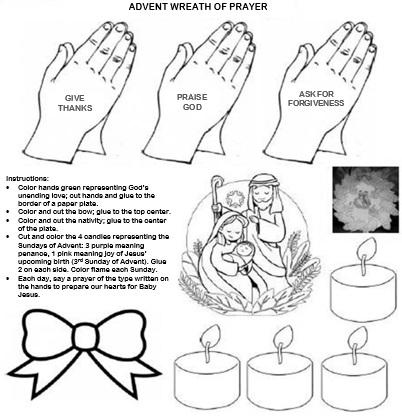 ADVENT WREATH OF PRAYER
GIVE
THANKS
PRAISE
GOD
ASK FOR
FORGIVENESS
Instructions:
• Color hands green representing God's
unending love; cut hands and glue to the
border of a paper plate.
• Color and cut the bow; glue to the top center.
• Color and cut the nativity; glue to the center
of the plate.
• Cut and color the 4 candles representing the
Sundays of Advent: 3 purple meaning
penance, 1 pink meaning joy of Jesus'
upcoming birth (3rd Sunday of Advent). Glue
2 on each side. Color flame each Sunday.
• Each day, say a prayer of the type written on
the hands to prepare our hearts for Baby
Jesus.